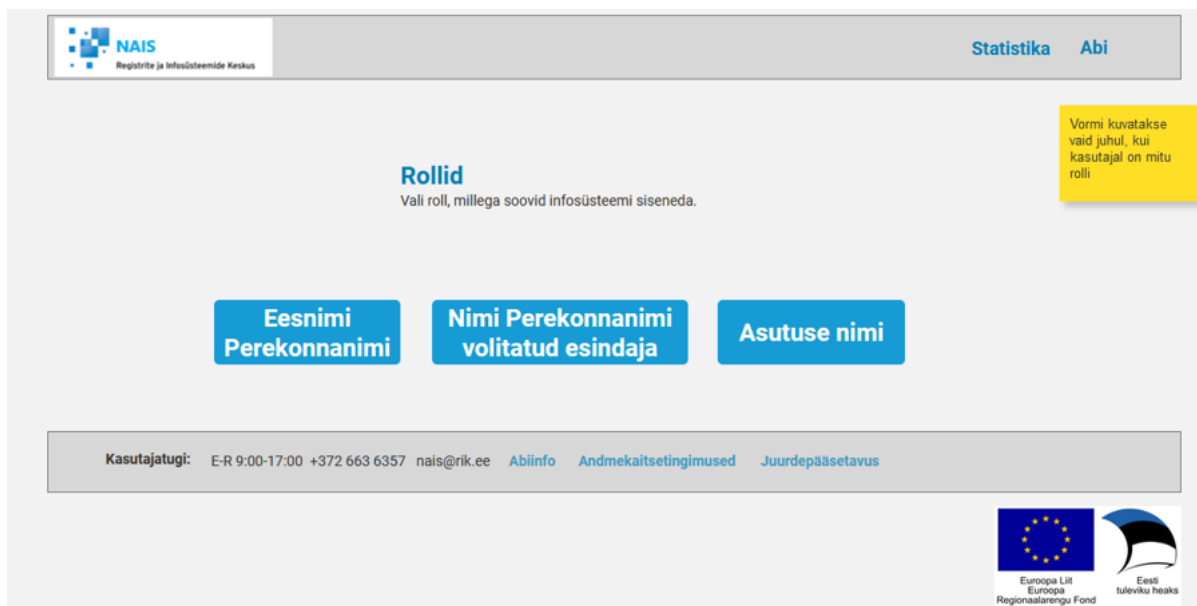 NAIS
Registrite ja Infosüsteemide Keskus
Statistika Abi
Vormi kuvatakse
vaid juhul, kui
kasutajal on mitu
rolli
Rollid
Vali roll, millega soovid infosüsteemi siseneda.
Eesnimi
Perekonnanimi
Nimi Perekonnanimi
volitatud esindaja
Asutuse nimi
Kasutajatugi: E-R 9:00-17:00 +372 663 6357 nais@rik.ee Abiinfo Andmekaitsetingimused Juurdepääsetavus
Euroopa Liit
Euroopa
Regionaalarengu Fond
Eesti
tuleviku heaks